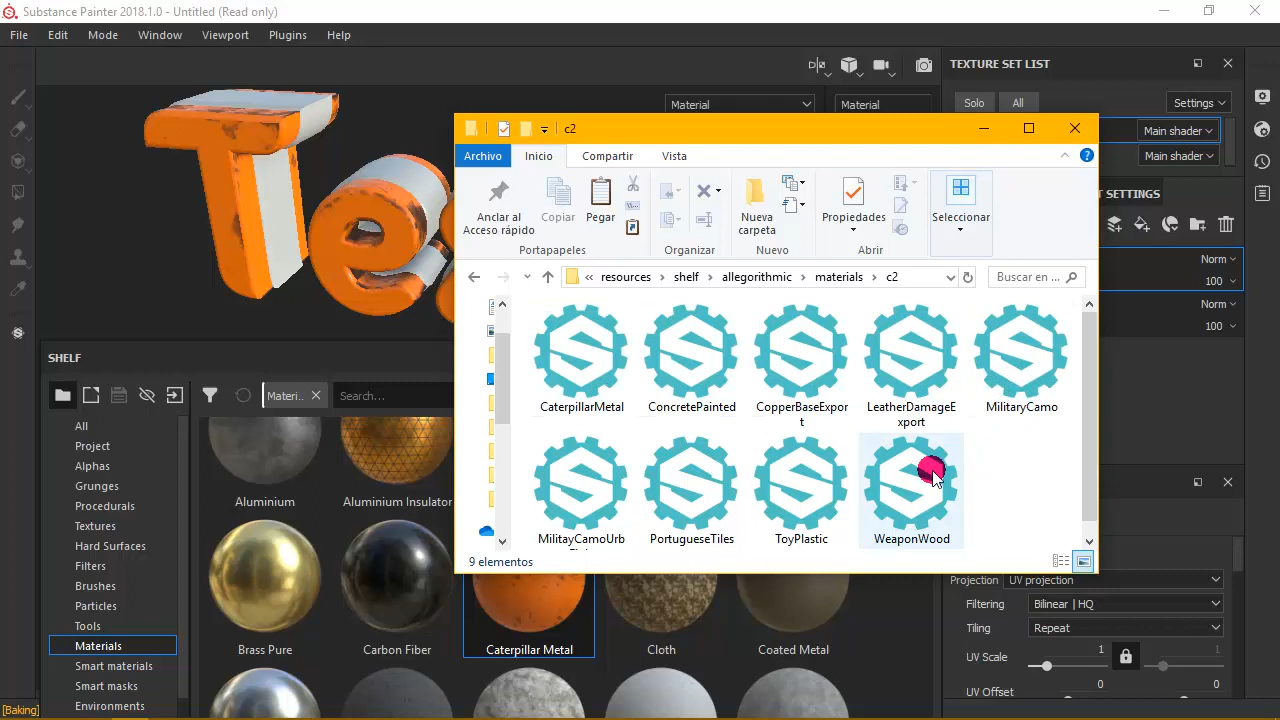 Substance Painter 2018.1.0 - Untitled (Read only)
File Edit Mode Window Viewport Plugins Help
Material
Material
TEXTURE SET LIST
Solo All Settings
Main shader
Main shader
T SETTINGS
Norm
100
Norm
100
c2
Archivo Inicio Compartir Vista
Anclar al
Acceso rápido
Copiar
Pegar
Portapapeles
Organizar
Nueva
carpeta
Nuevo
Propiedades
Abrir
Seleccionar
« resources > shelf > allegorithmic > materials > c2
Buscar en ...
CaterpillarMetal
ConcretePainted
CopperBaseExpor
t
LeatherDamageE
xport
MilitaryCamo
MilitayCamoUrb
PortugueseTiles
ToyPlastic
WeaponWood
9 elementos
SHELF
Materi..
Search...
All
Project
Alphas
Grunges
Procedurals
Textures
Hard Surfaces
Filters
Brushes
Particles
Tools
Materials
Smart materials
Smart masks
Environments
Aluminium
Aluminium Insulator
Brass Pure
Carbon Fiber
Caterpillar Metal
Cloth
Coated Metal
Projection UV projection
Filtering Bilinear | HQ
Tiling Repeat
UV Scale 1 1
UV Offset 0 0
[Baking]